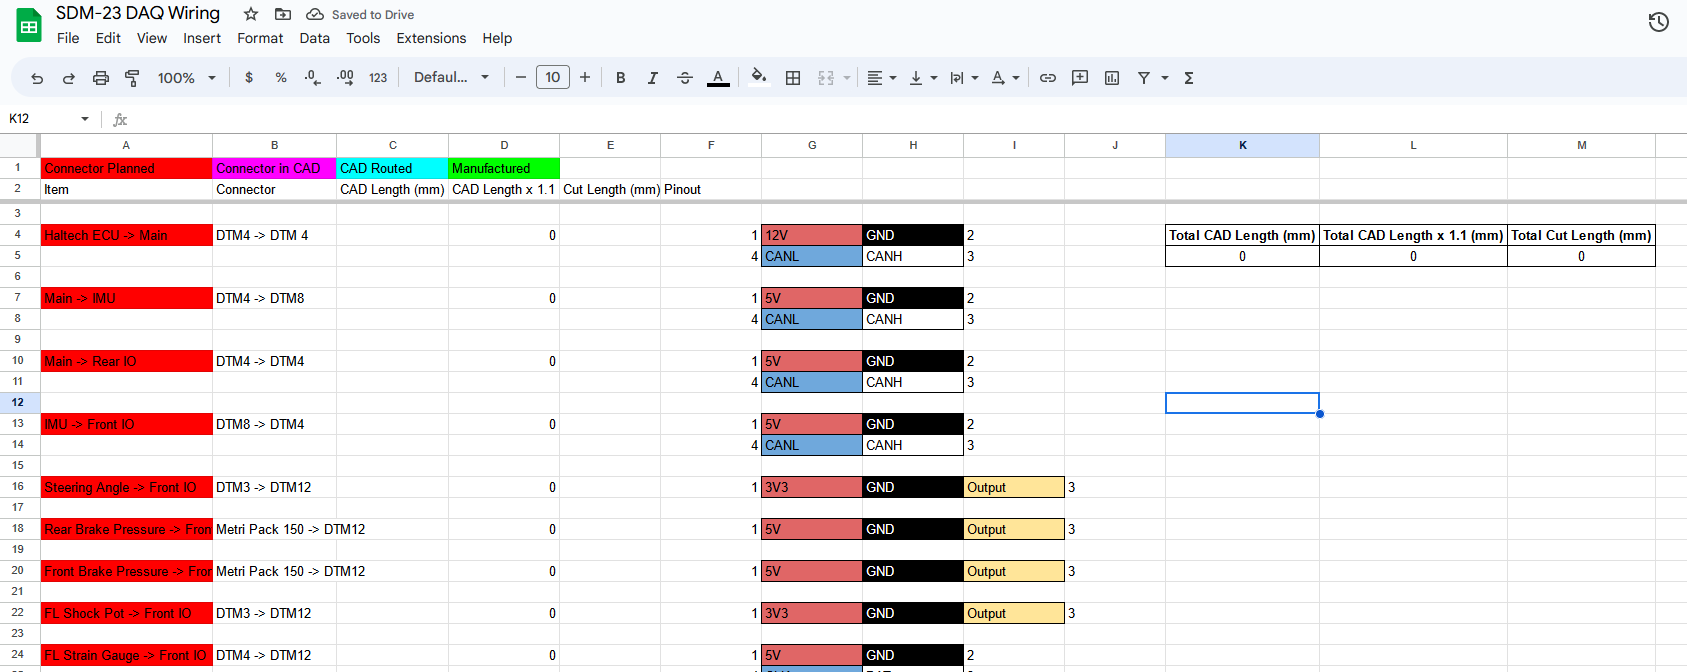 SDM-23 DAQ Wiring Saved to Drive
File Edit View Insert Format Data Tools Extensions Help
100% $ % .0 .00 123 Defaul... − 10 + B I S A Σ
K12 fx
A B C D E F G H I J K L M
1 Connector Planned Connector in CAD CAD Routed Manufactured
2 Item Connector CAD Length (mm) CAD Length x 1.1 Cut Length (mm) Pinout
3
4 Haltech ECU -> Main DTM4 -> DTM 4 0 1 12V GND 2 Total CAD Length (mm) Total CAD Length x 1.1 (mm) Total Cut Length (mm)
5 4 CANL CANH 3 0 0 0
6
7 Main -> IMU DTM4 -> DTM8 0 1 5V GND 2
8 4 CANL CANH 3
9
10 Main -> Rear IO DTM4 -> DTM4 0 1 5V GND 2
11 4 CANL CANH 3
12
13 IMU -> Front IO DTM8 -> DTM4 0 1 5V GND 2
14 4 CANL CANH 3
15
16 Steering Angle -> Front IO DTM3 -> DTM12 0 1 3V3 GND Output 3
17
18 Rear Brake Pressure -> Fron Metri Pack 150 -> DTM12 0 1 5V GND Output 3
19
20 Front Brake Pressure -> Fror Metri Pack 150 -> DTM12 0 1 5V GND Output 3
21
22 FL Shock Pot -> Front IO DTM3 -> DTM12 0 1 3V3 GND Output 3
23
24 FL Strain Gauge -> Front IO DTM4 -> DTM12 0 1 5V GND 2